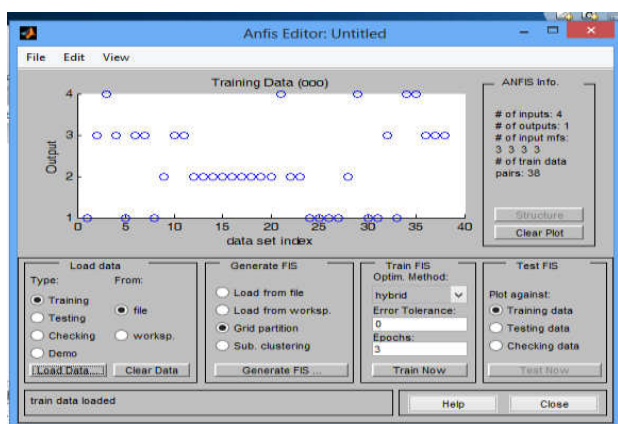 Anfis Editor: Untitled
File Edit View
Training Data (ooo)
4
3
2
1
Output
0 5 10 15 20 25 30 35 40
data set index
ANFIS Info.
# of inputs: 4
# of outputs: 1
# of input mfs:
3 3 3 3
# of train data
pairs: 38
Structure
Clear Plot
Load data
Type: From:
Training
Testing
Checking
Demo
file
worksp.
Load Data...
Clear Data
Generate FIS
Load from file
Load from worksp.
Grid partition
Sub. clustering
Generate FIS ...
Train FIS
Optim. Method:
hybrid
Error Tolerance:
0
Epochs:
3
Train Now
Test FIS
Plot against:
Training data
Testing data
Checking data
Test Now
train data loaded
Help
Close